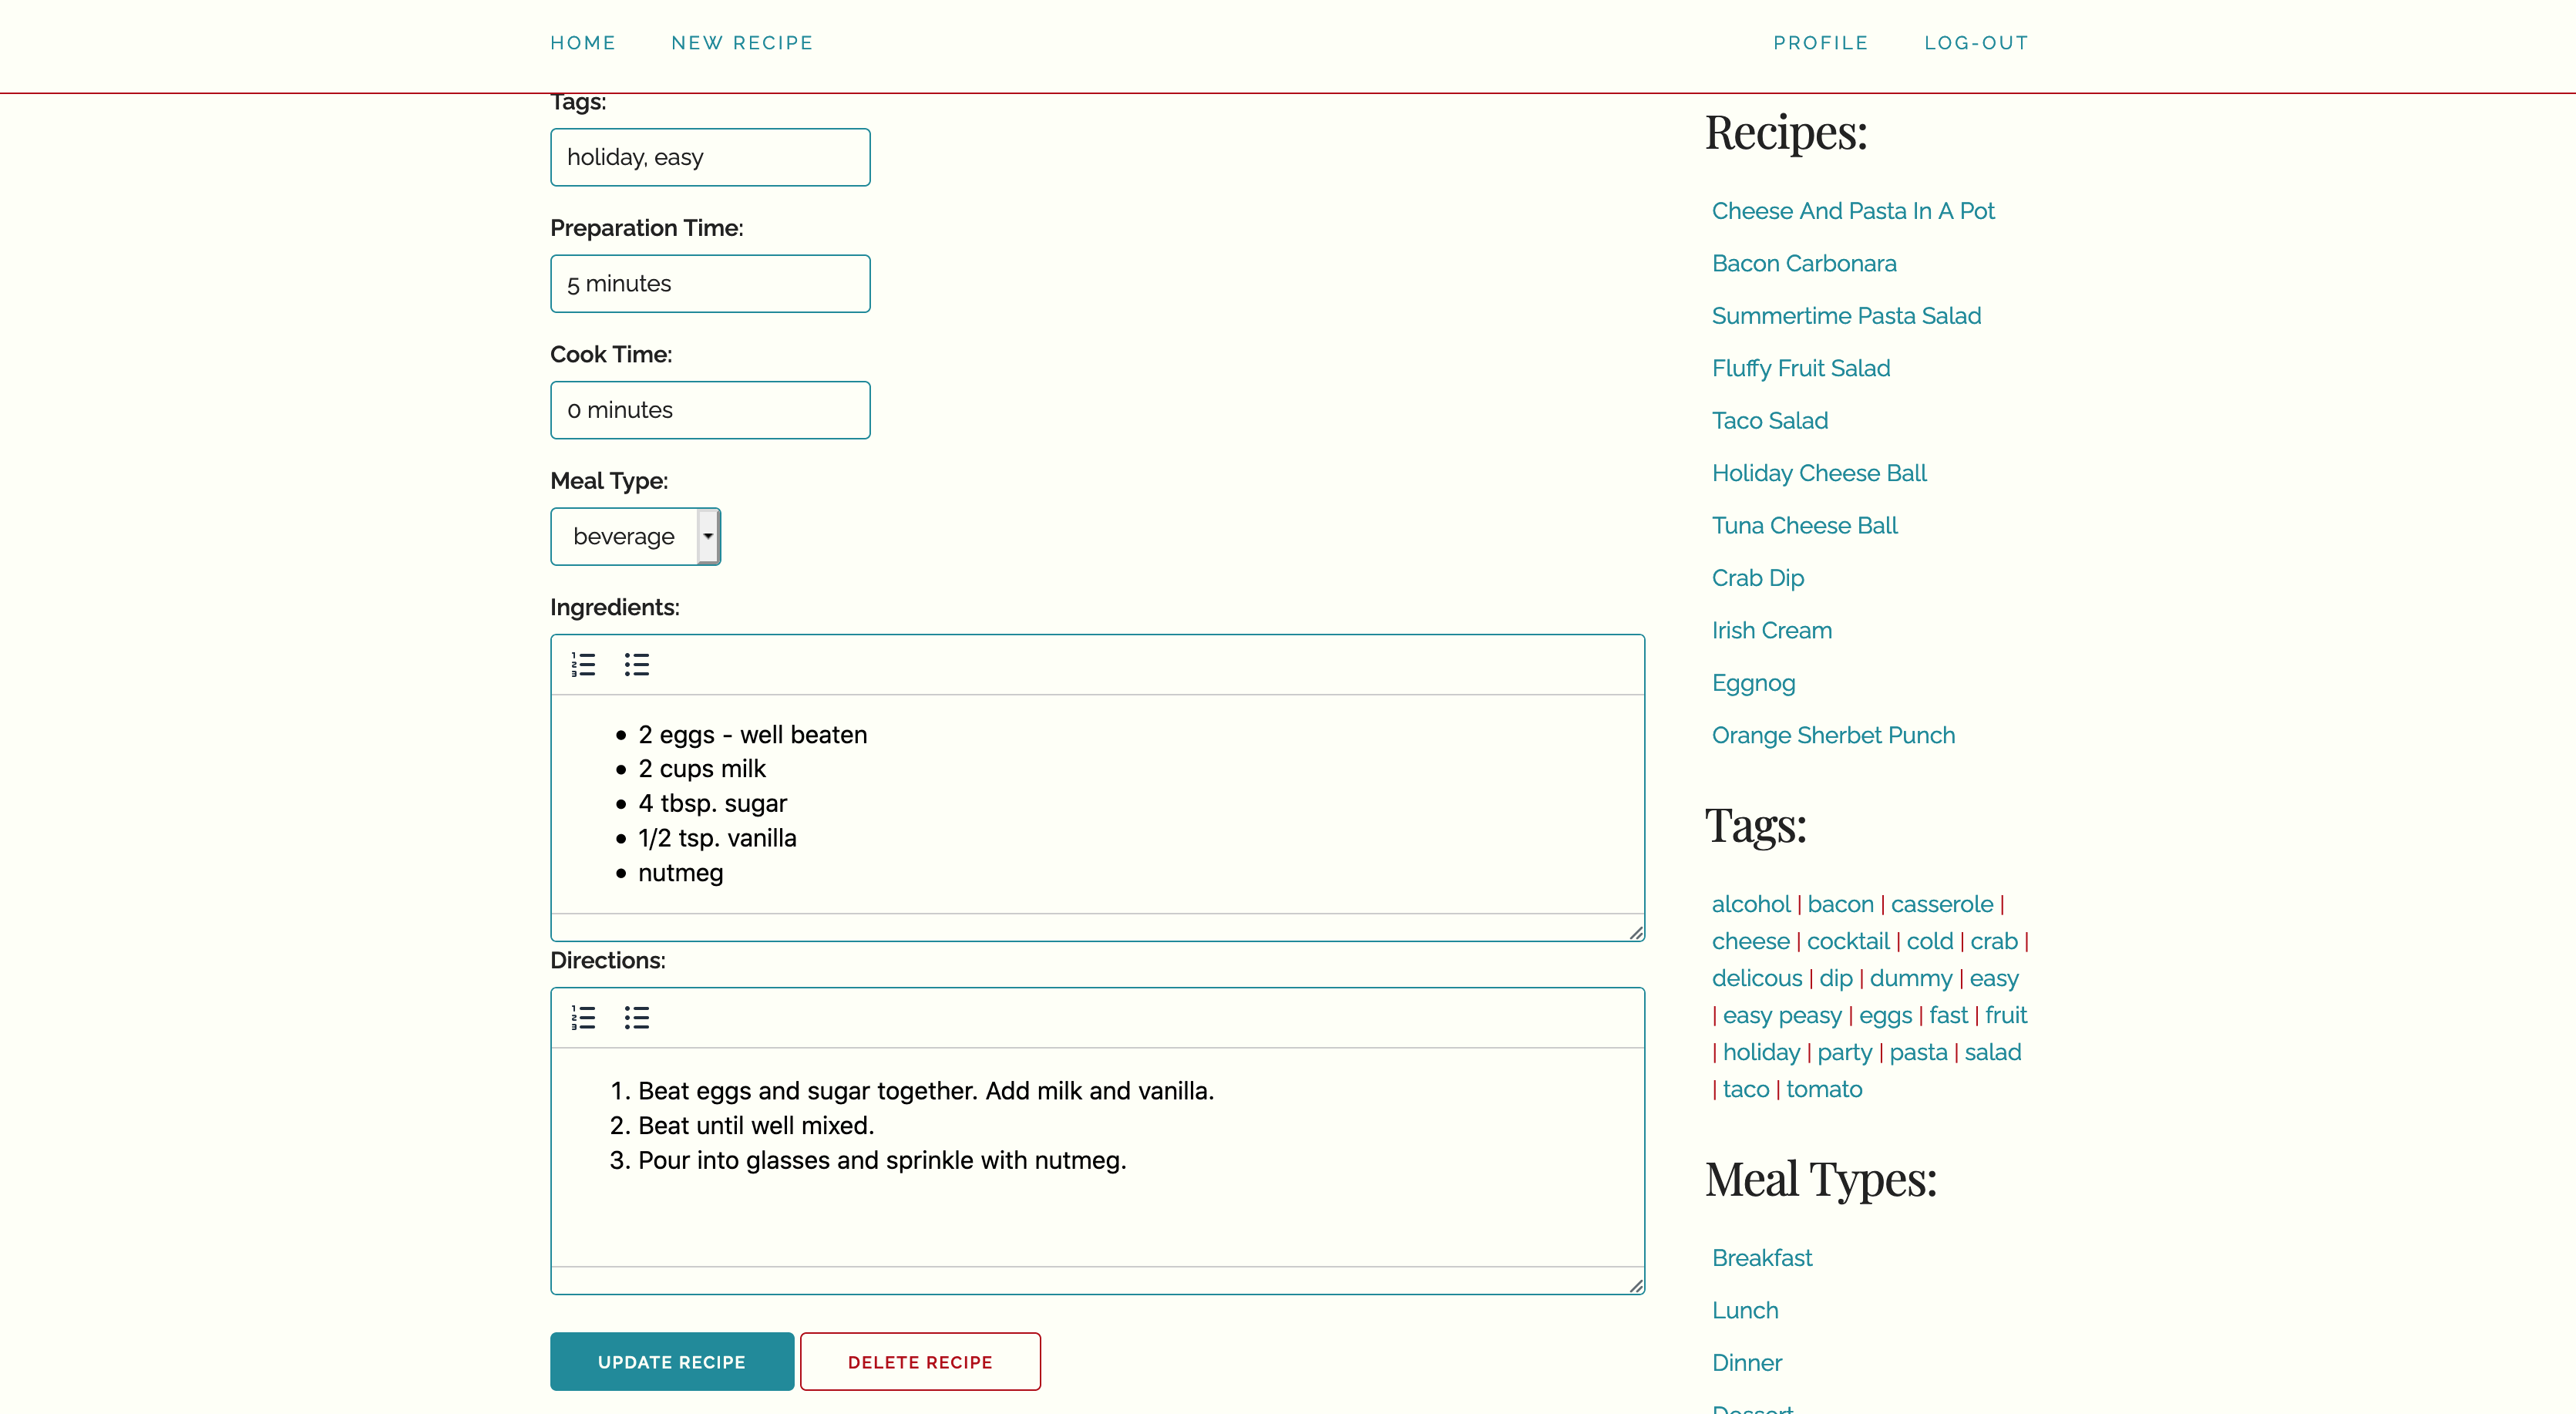 HOME NEW RECIPE PROFILE LOG-OUT
Tags:
holiday, easy
Preparation Time:
5 minutes
Cook Time:
0 minutes
Meal Type:
beverage
Ingredients:
• 2 eggs - well beaten
• 2 cups milk
• 4 tbsp. sugar
• 1/2 tsp. vanilla
• nutmeg
Directions:
1. Beat eggs and sugar together. Add milk and vanilla.
2. Beat until well mixed.
3. Pour into glasses and sprinkle with nutmeg.
UPDATE RECIPE DELETE RECIPE
Recipes:
Cheese And Pasta In A Pot
Bacon Carbonara
Summertime Pasta Salad
Fluffy Fruit Salad
Taco Salad
Holiday Cheese Ball
Tuna Cheese Ball
Crab Dip
Irish Cream
Eggnog
Orange Sherbet Punch
Tags:
alcohol | bacon | casserole |
cheese | cocktail | cold | crab |
delicous | dip | dummy | easy
| easy peasy | eggs | fast | fruit
| holiday | party | pasta | salad
| taco | tomato
Meal Types:
Breakfast
Lunch
Dinner
Dessert